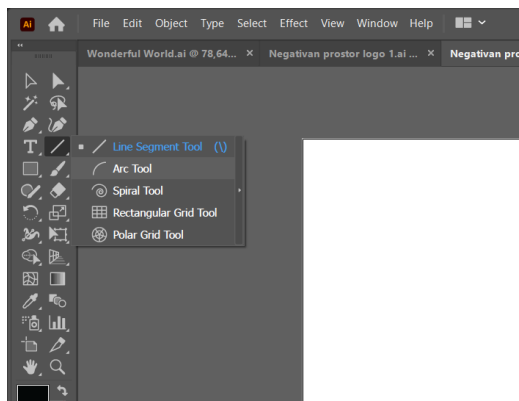 Ai File Edit Object Type Select Effect View Window Help
Wonderful World.ai @ 78,64... × Negativan prostor logo 1.ai ... × Negativan pro
Line Segment Tool (\)
Arc Tool
Spiral Tool
Rectangular Grid Tool
Polar Grid Tool